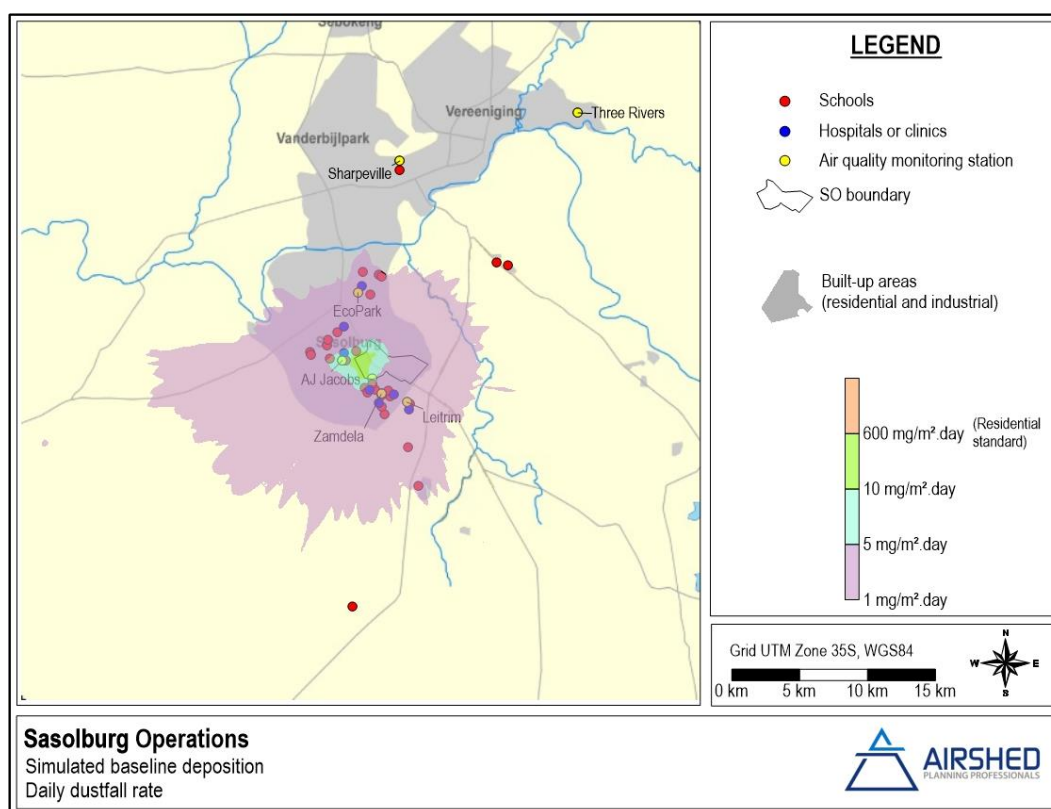 Sebokeng
Vereeniging
Three Rivers
Vanderbijlpark
Sharpeville
EcoPark
Sasolburg
AJ Jacobs
Leitrim
Zamdela
LEGEND
Schools
Hospitals or clinics
Air quality monitoring station
SO boundary
Built-up areas
(residential and industrial)
600 mg/m².day (Residential
standard)
10 mg/m².day
5 mg/m².day
1 mg/m².day
Grid UTM Zone 35S, WGS84
N
W E
S
0 km 5 km 10 km 15 km
Sasolburg Operations
Simulated baseline deposition
Daily dustfall rate
AIRSHED
PLANNING PROFESSIONALS